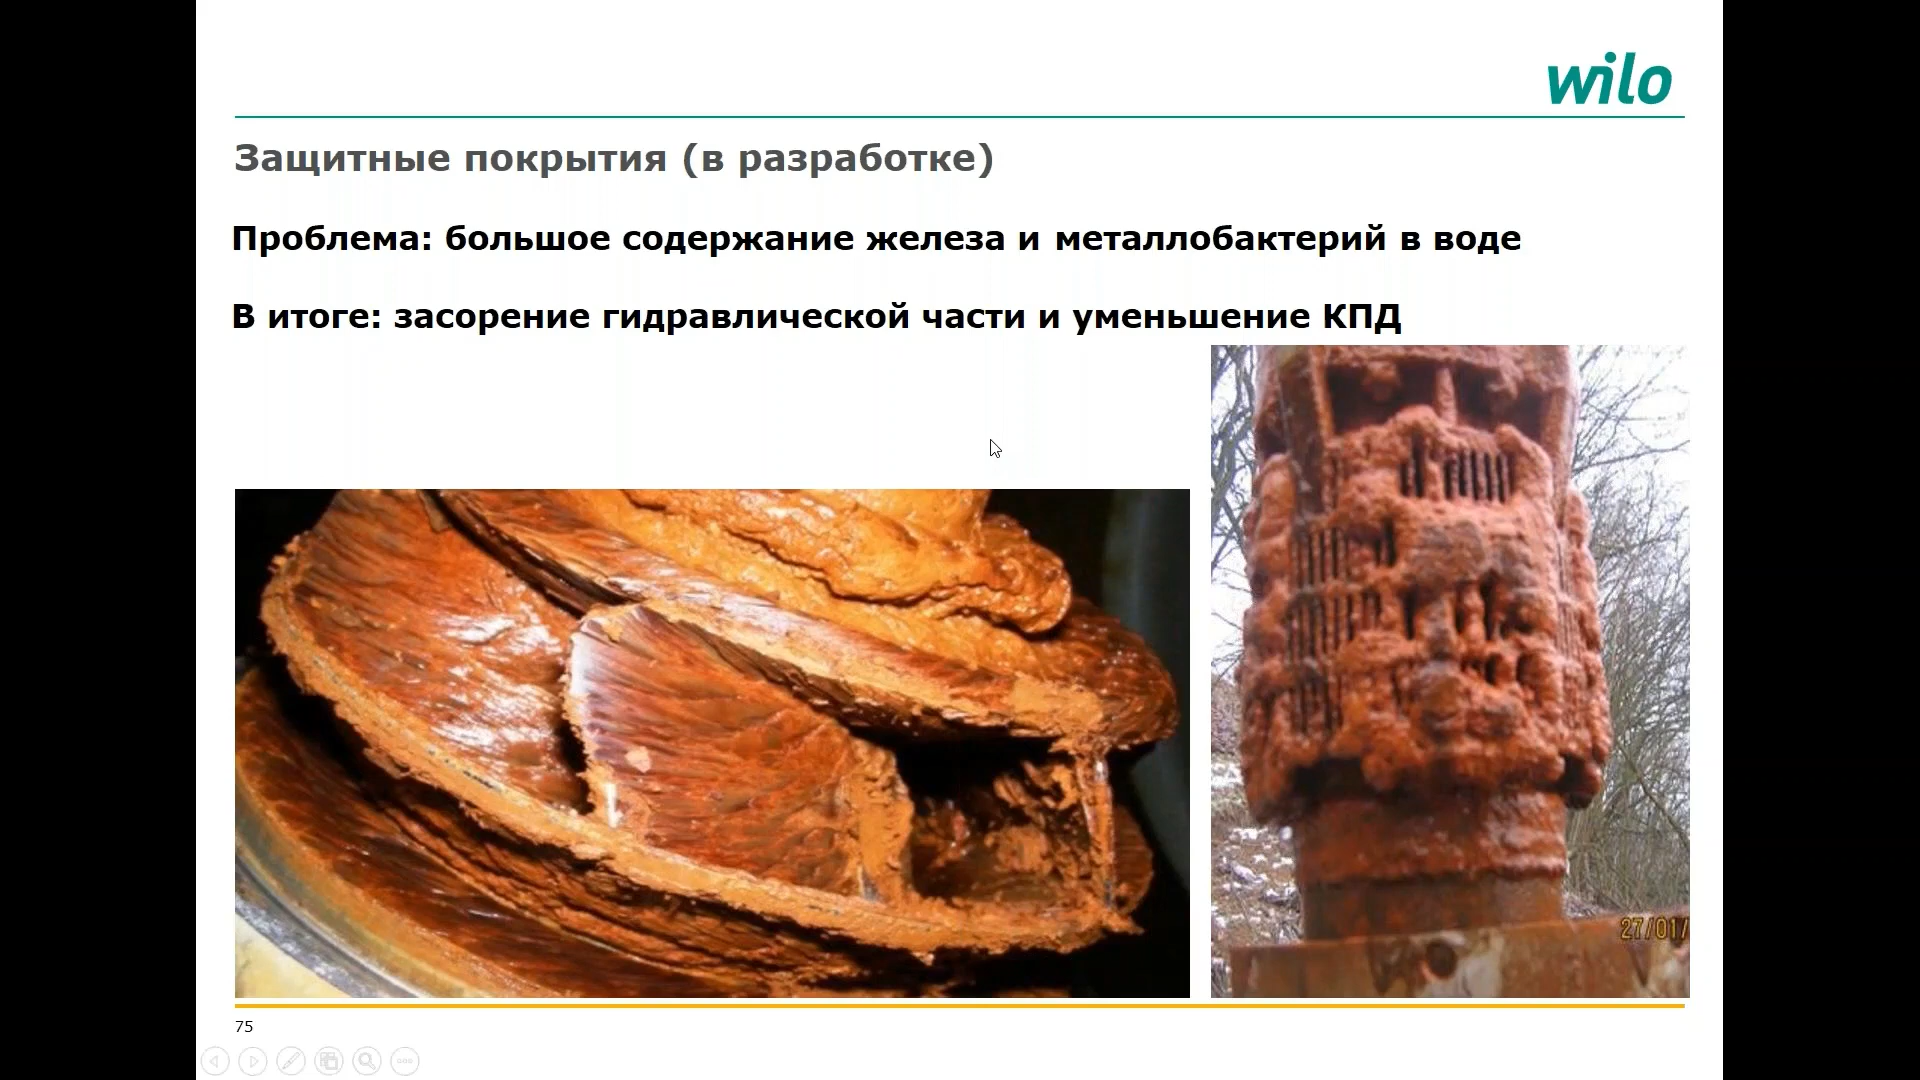 wilo
Защитные покрытия (в разработке)
Проблема: большое содержание железа и металлобактерий в воде
В итоге: засорение гидравлической части и уменьшение КПД
27/01/
75